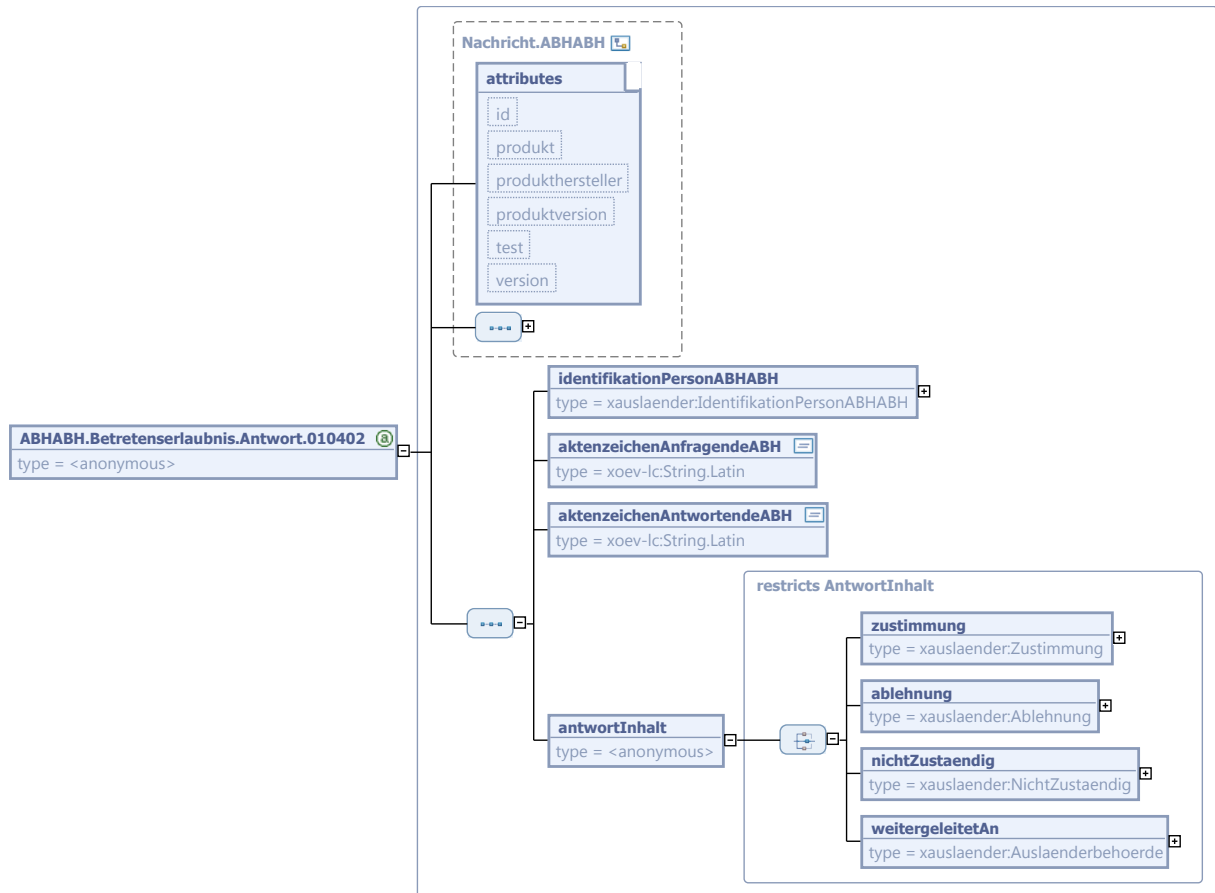 Nachricht.ABHABH
attributes
id
produkt
produkthersteller
produktversion
test
version
ABHABH.Betretenserlaubnis.Antwort.010402 a
type = <anonymous>
identifikationPersonABHABH
type = xauslaender:IdentifikationPersonABHABH
aktenzeichenAnfragendeABH
type = xoev-lc:String.Latin
aktenzeichenAntwortendeABH
type = xoev-lc:String.Latin
antwortInhalt
type = <anonymous>
restricts AntwortInhalt
zustimmung
type = xauslaender:Zustimmung
ablehnung
type = xauslaender:Ablehnung
nichtZustaendig
type = xauslaender:NichtZustaendig
weitergeleitetAn
type = xauslaender:Auslaenderbehoerde